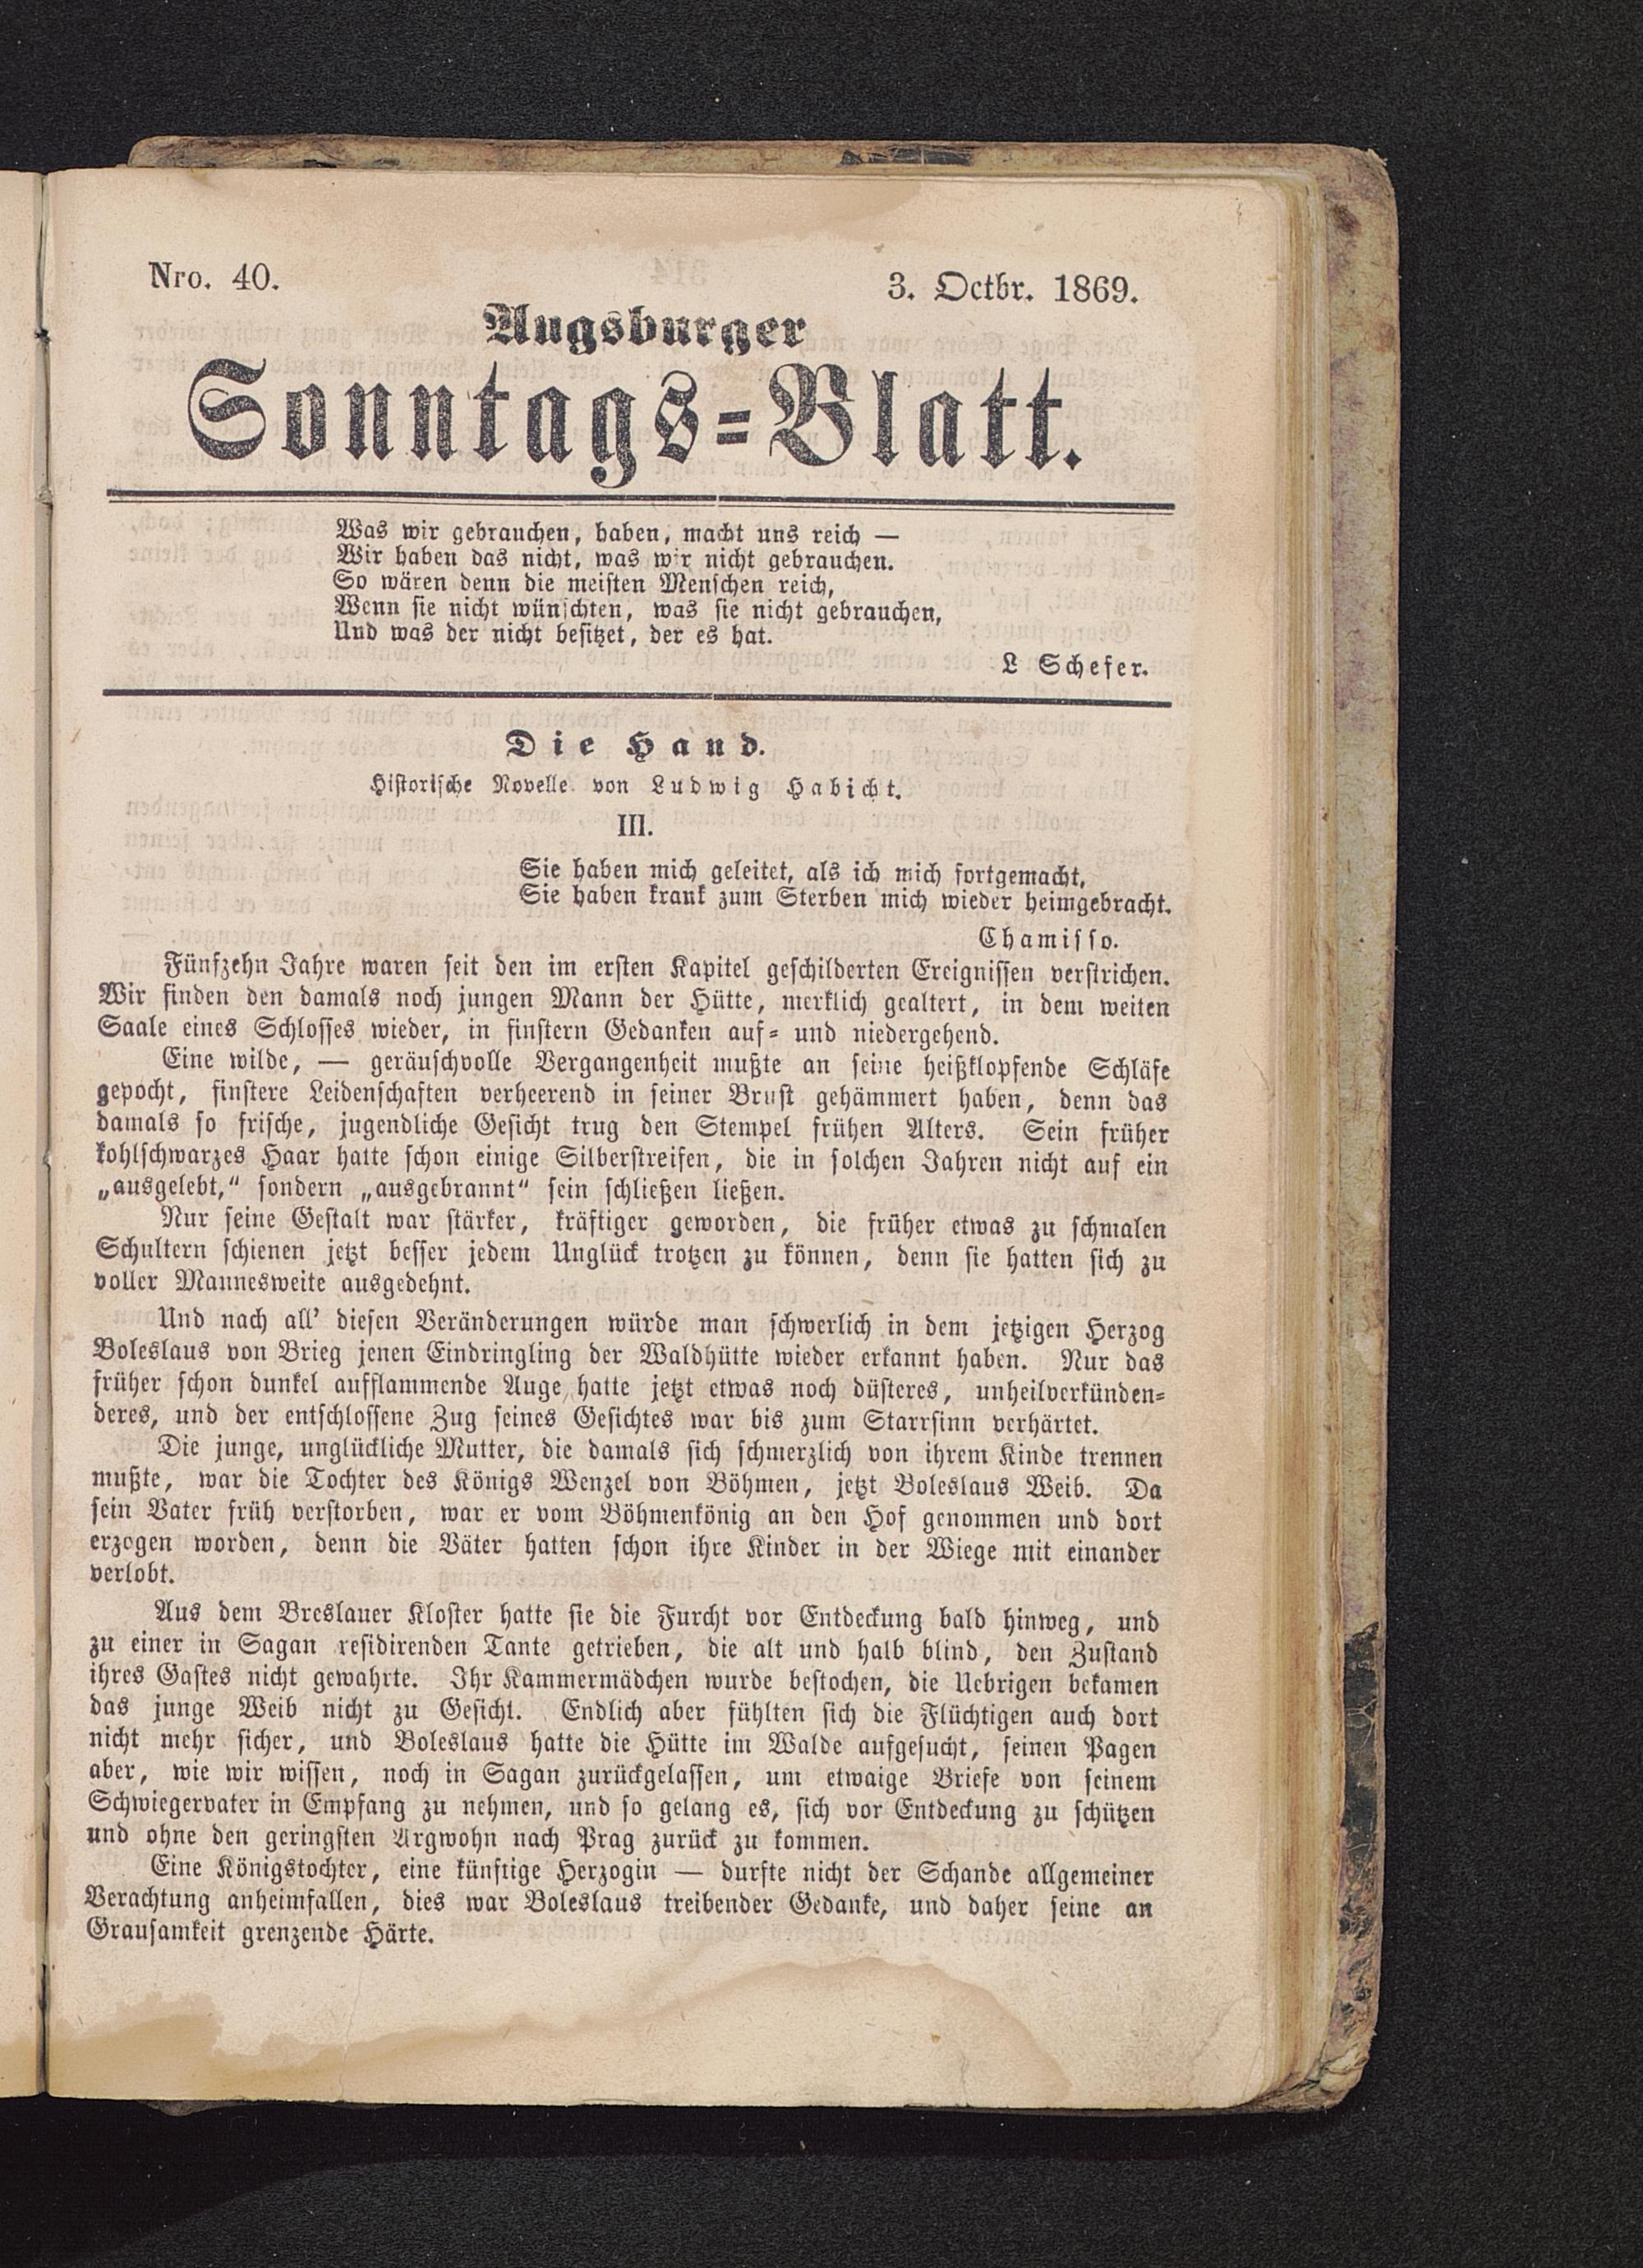 Nro. 40.
3. Octbr. 1869.
Augsburger
Sonntags-Blatt.
Was wir gebrauchen, haben, macht uns reich —
Wir haben das nicht, was wir nicht gebrauchen.
So wären denn die meisten Menschen reich,
Wenn sie nicht wünschten, was sie nicht gebrauchen,
Und was der nicht besitzet, der es hat.
L Schefer.
Die Hand.
Historische Novelle von Ludwig Habicht.
III.
Sie haben mich geleitet, als ich mich fortgemacht,
Sie haben krank zum Sterben mich wieder heimgebracht.
Chamisso.
Fünfzehn Jahre waren seit den im ersten Kapitel geschilderten Ereignissen verstrichen.
Wir finden den damals noch jungen Mann der Hütte, merklich gealtert, in dem weiten
Saale eines Schlosses wieder, in finstern Gedanken auf- und niedergehend.
Eine wilde, — geräuschvolle Vergangenheit mußte an seine heißklopfende Schläfe
gepocht, finstere Leidenschaften verheerend in seiner Brust gehämmert haben, denn das
damals so frische, jugendliche Gesicht trug den Stempel frühen Alters. Sein früher
kohlschwarzes Haar hatte schon einige Silberstreifen, die in solchen Jahren nicht auf ein
„ausgelebt,“ sondern „ausgebrannt“ sein schließen ließen.
Nur seine Gestalt war stärker, kräftiger geworden, die früher etwas zu schmalen
Schultern schienen jetzt besser jedem Unglück trotzen zu können, denn sie hatten sich zu
voller Mannesweite ausgedehnt.
Und nach all’ diesen Veränderungen würde man schwerlich in dem jetzigen Herzog
Boleslaus von Brieg jenen Eindringling der Waldhütte wieder erkannt haben. Nur das
früher schon dunkel aufflammende Auge hatte jetzt etwas noch düsteres, unheilverkünden-
deres, und der entschlossene Zug seines Gesichtes war bis zum Starrsinn verhärtet.
Die junge, unglückliche Mutter, die damals sich schmerzlich von ihrem Kinde trennen
mußte, war die Tochter des Königs Wenzel von Böhmen, jetzt Boleslaus Weib. Da
sein Vater früh verstorben, war er vom Böhmenkönig an den Hof genommen und dort
erzogen worden, denn die Väter hatten schon ihre Kinder in der Wiege mit einander
verlobt.
Aus dem Breslauer Kloster hatte sie die Furcht vor Entdeckung bald hinweg, und
zu einer in Sagan residirenden Tante getrieben, die alt und halb blind, den Zustand
ihres Gastes nicht gewahrte. Ihr Kammermädchen wurde bestochen, die Uebrigen bekamen
das junge Weib nicht zu Gesicht. Endlich aber fühlten sich die Flüchtigen auch dort
nicht mehr sicher, und Boleslaus hatte die Hütte im Walde aufgesucht, seinen Pagen
aber, wie wir wissen, noch in Sagan zurückgelassen, um etwaige Briefe von seinem
Schwiegervater in Empfang zu nehmen, und so gelang es, sich vor Entdeckung zu schützen
und ohne den geringsten Argwohn nach Prag zurück zu kommen.
Eine Königstochter, eine künftige Herzogin — durfte nicht der Schande allgemeiner
Verachtung anheimfallen, dies war Boleslaus treibender Gedanke, und daher seine an
Grausamkeit grenzende Härte.